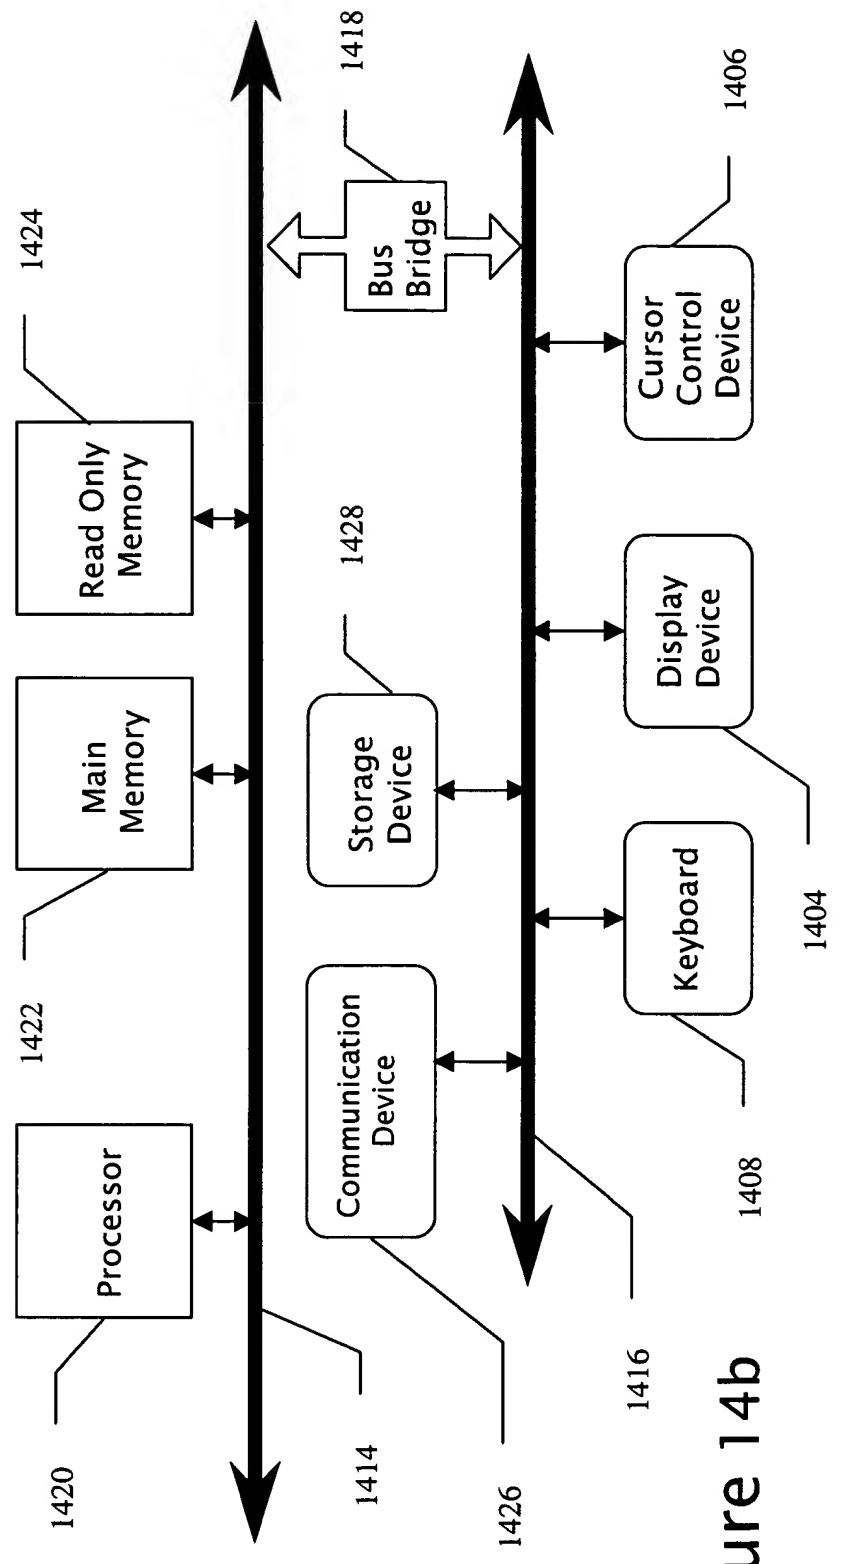 1420
1422
1424
Processor
Main
Memory
Read Only
Memory
1414
1428
1418
Communication
Device
Storage
Device
Bus
Bridge
1426
1416
Keyboard
Display
Device
Cursor
Control
Device
1408
1404
1406
ure 14b